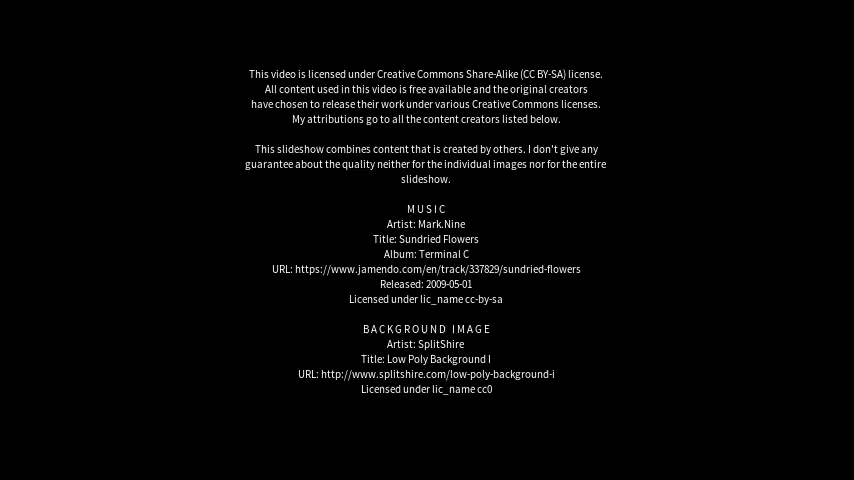 This video is licensed under Creative Commons Share-Alike (CC BY-SA) license.
All content used in this video is free available and the original creators
have chosen to release their work under various Creative Commons licenses.
My attributions go to all the content creators listed below.
This slideshow combines content that is created by others. I don't give any
guarantee about the quality neither for the individual images nor for the entire
slideshow.
MUSIC
Artist: Mark.Nine
Title: Sundried Flowers
Album: Terminal C
URL: https://www.jamendo.com/en/track/337829/sundried-flowers
Released: 2009-05-01
Licensed under lic_name cc-by-sa
BACKGROUND IMAGE
Artist: SplitShire
Title: Low Poly Background I
URL: http://www.splitshire.com/low-poly-background-i
Licensed under lic_name cc0